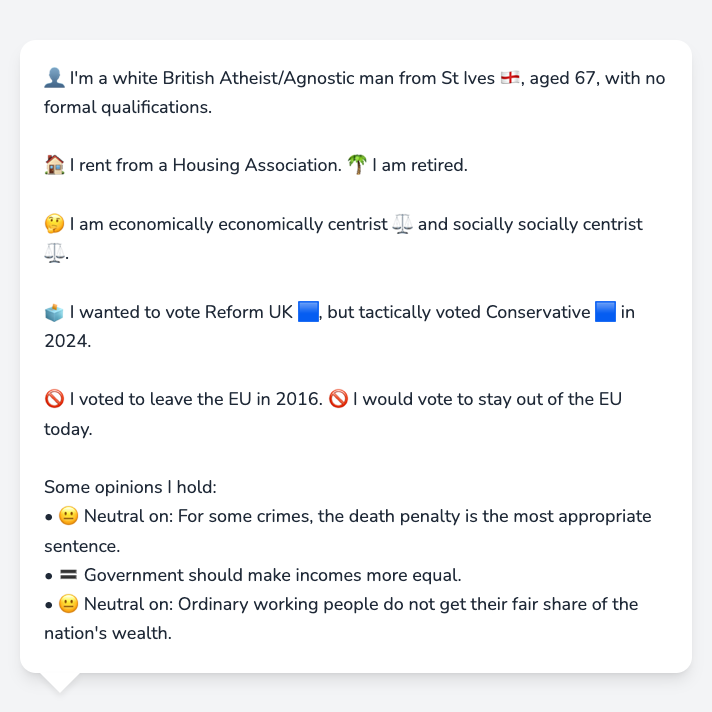 👤 I'm a white British Atheist/Agnostic man from St Ives 🏴󠁧󠁢󠁥󠁮󠁧󠁿, aged 67, with no
formal qualifications.
🏠 I rent from a Housing Association. 🌴 I am retired.
🤔 I am economically economically centrist ⚖️ and socially socially centrist
⚖️.
🗳️ I wanted to vote Reform UK 🟦, but tactically voted Conservative 🟦 in
2024.
🚫 I voted to leave the EU in 2016. 🚫 I would vote to stay out of the EU
today.
Some opinions I hold:
• 😐 Neutral on: For some crimes, the death penalty is the most appropriate
sentence.
• 🟰 Government should make incomes more equal.
• 😐 Neutral on: Ordinary working people do not get their fair share of the
nation's wealth.